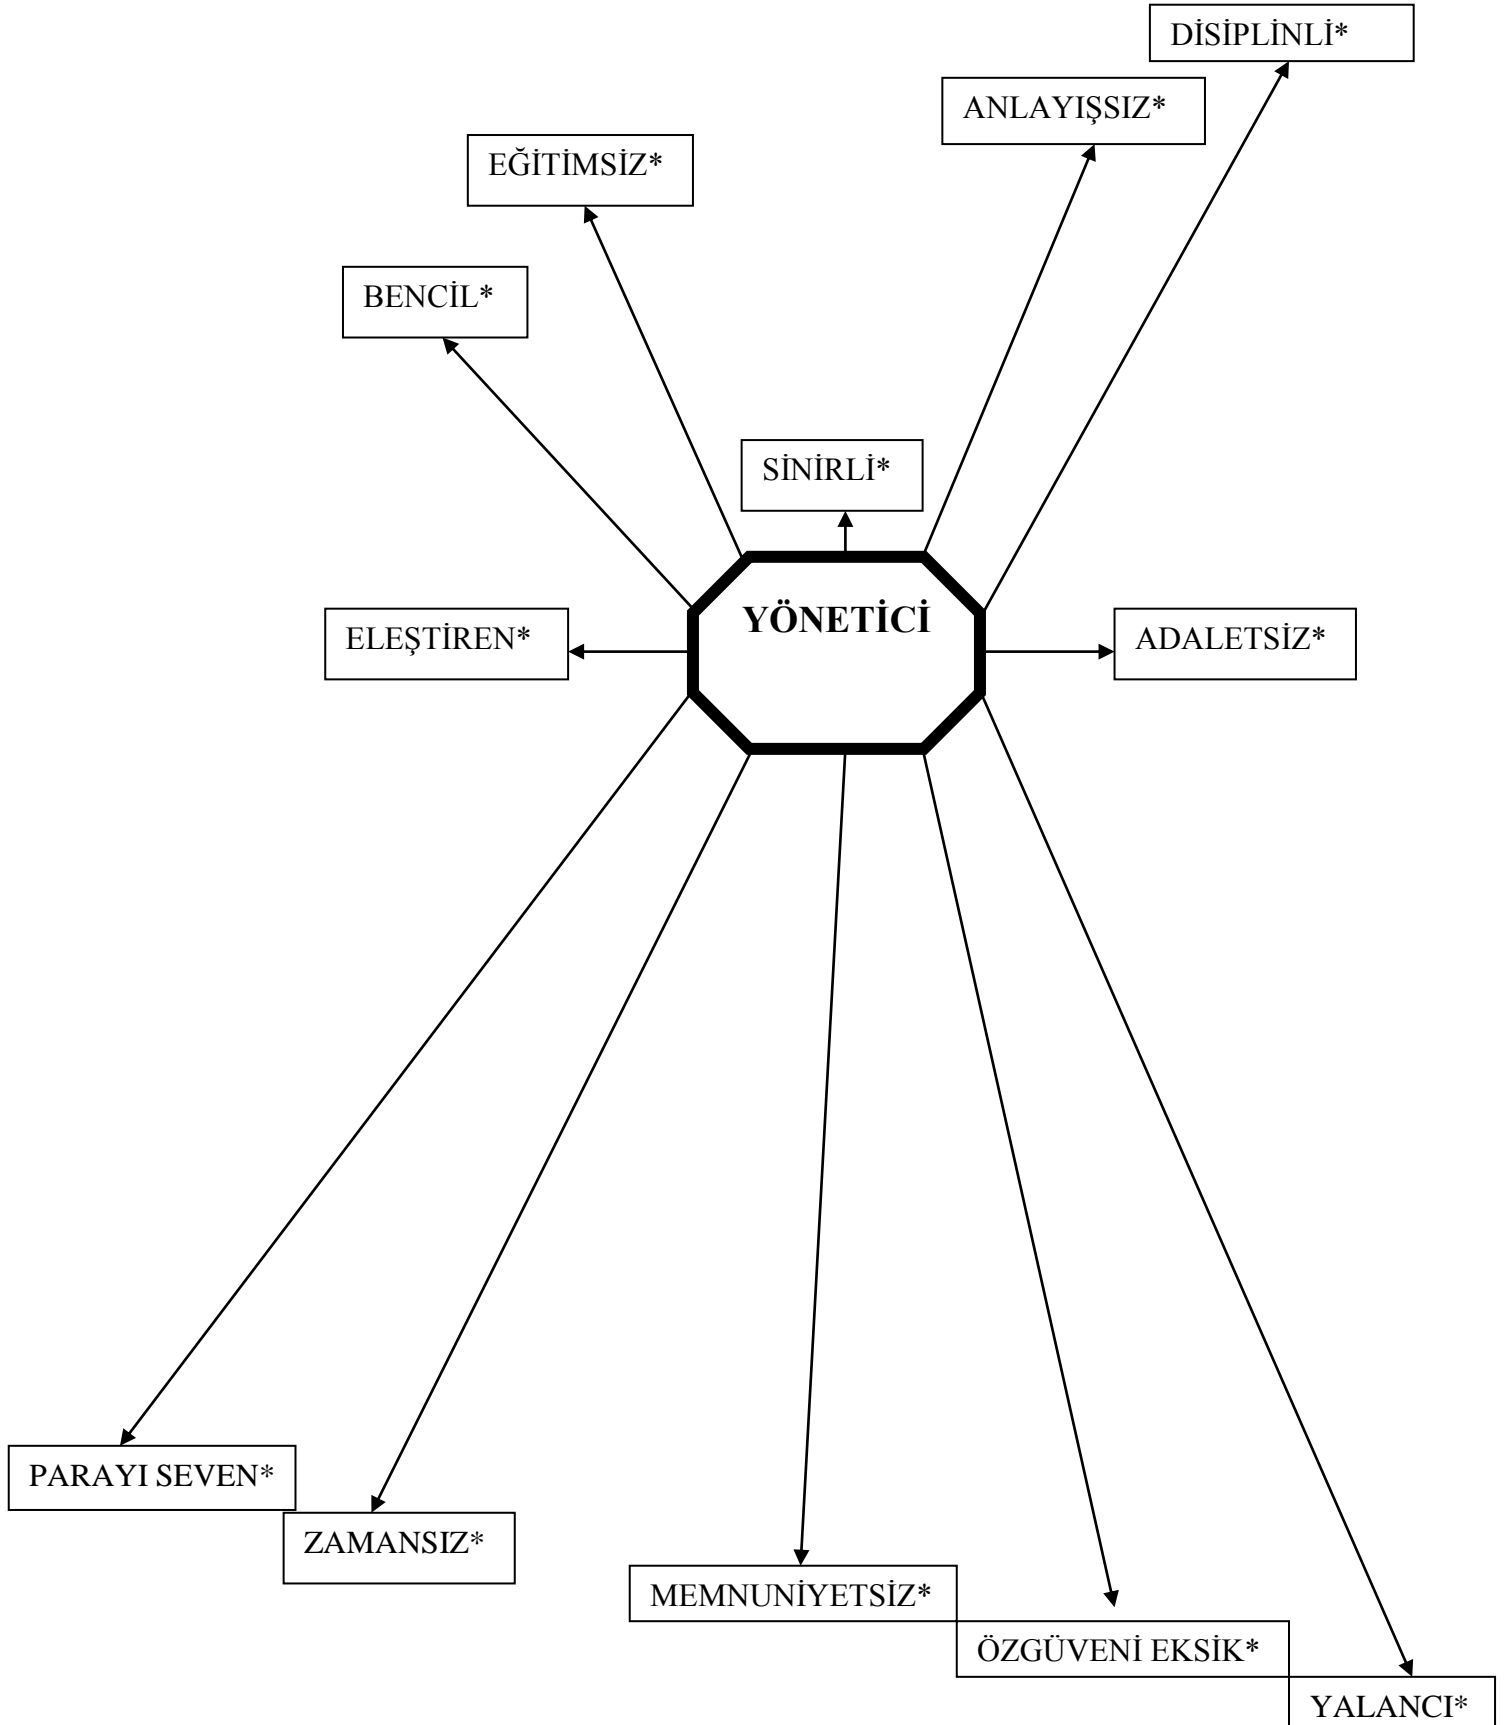 DİSİPLİNLİ*
ANLAYIŞSIZ*
EĞİTİMSİZ*
BENCİL*
SİNİRLİ*
YÖNETİCİ
ELEŞTİREN*
ADALETSİZ*
PARAYI SEVEN*
ZAMANSIZ*
MEMNUNİYETSİZ*
ÖZGÜVENİ EKSİK*
YALANCI*